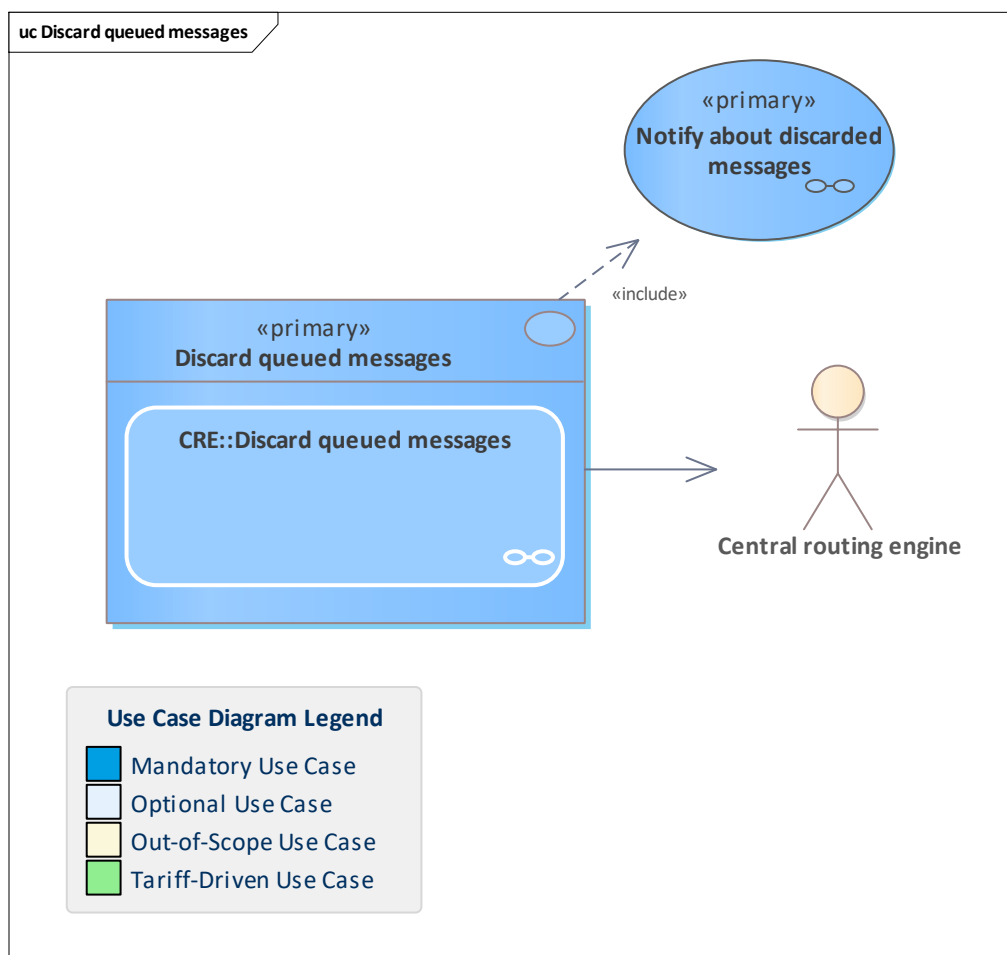 uc Discard queued messages
«primary»
Notify about discarded
messages
«include»
«primary»
Discard queued messages
CRE::Discard queued messages
Central routing engine
Use Case Diagram Legend
Mandatory Use Case
Optional Use Case
Out-of-Scope Use Case
Tariff-Driven Use Case